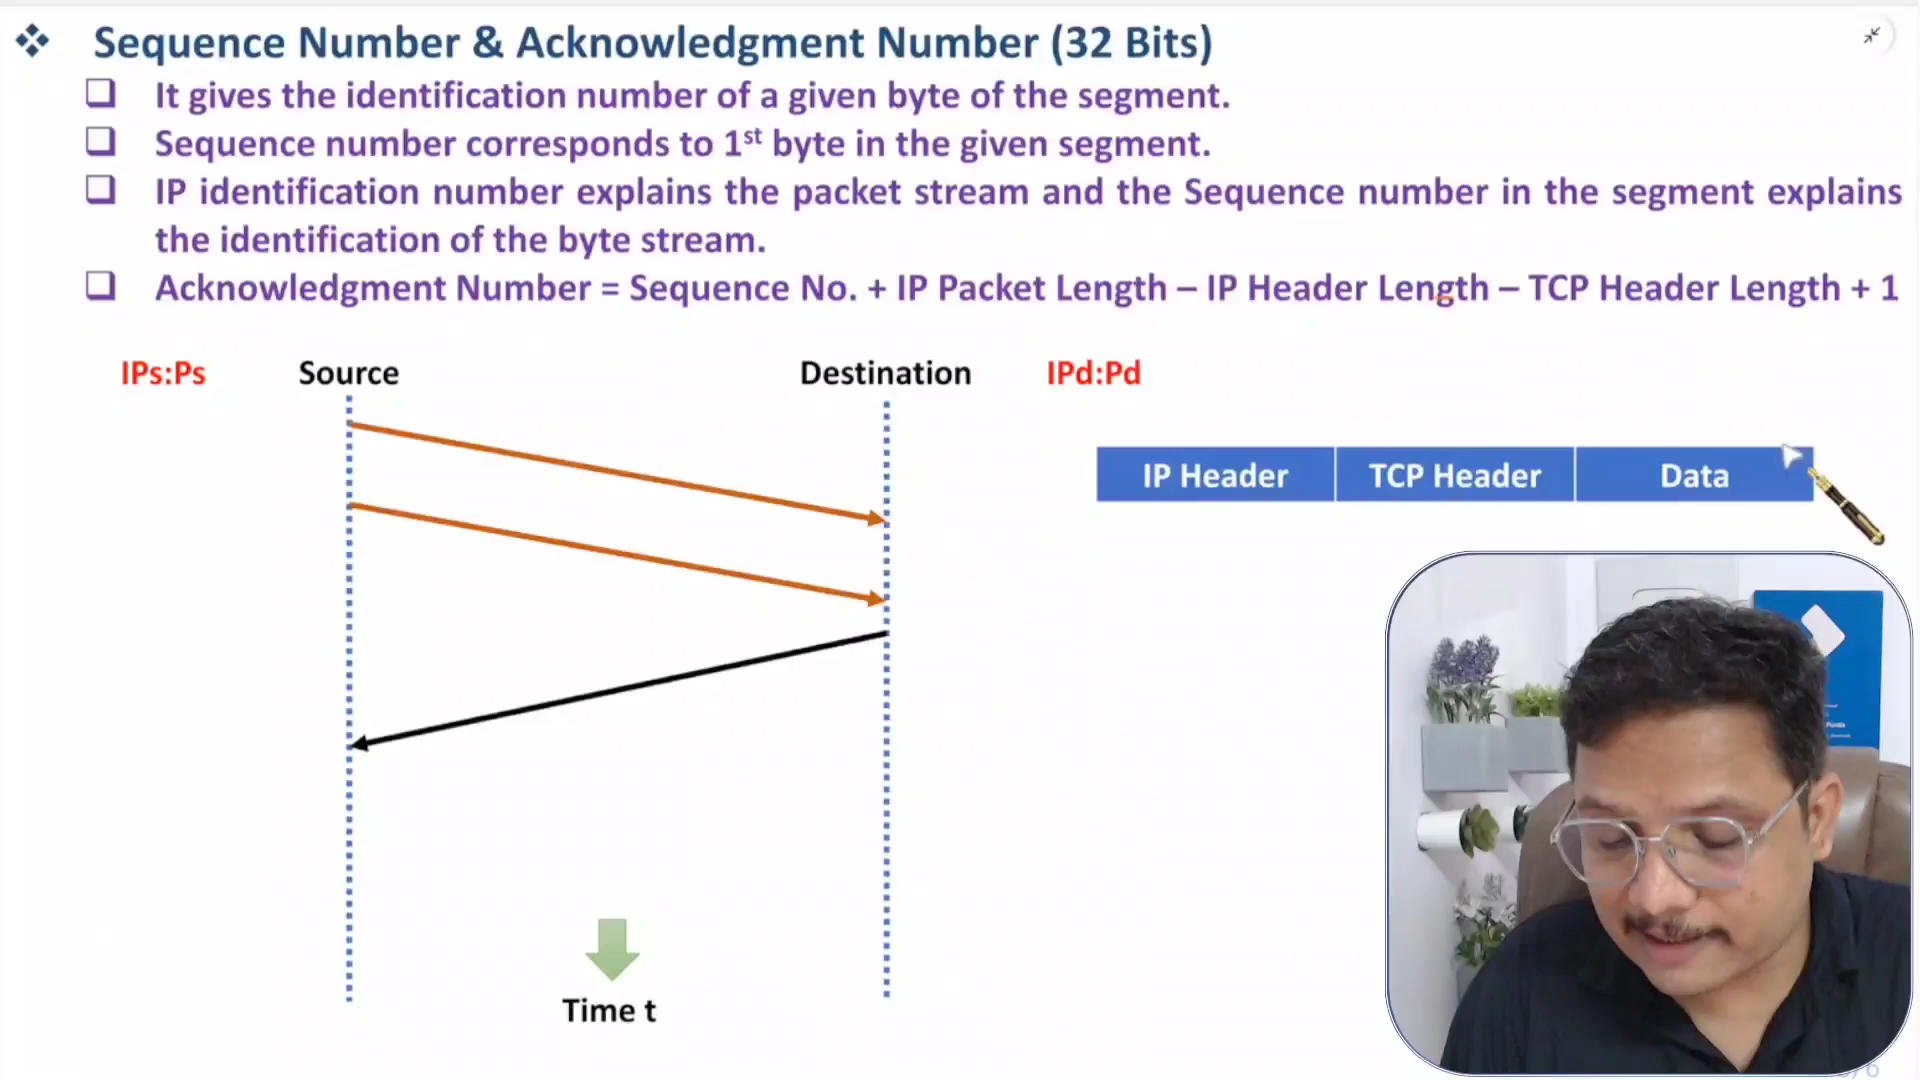 Sequence Number & Acknowledgment Number (32 Bits)
It gives the identification number of a given byte of the segment.
Sequence number corresponds to 1st byte in the given segment.
IP identification number explains the packet stream and the Sequence number in the segment explains
the identification of the byte stream.
Acknowledgment Number = Sequence No. + IP Packet Length – IP Header Length – TCP Header Length + 1
IPs:Ps Source Destination IPd:Pd
IP Header TCP Header Data
Time t